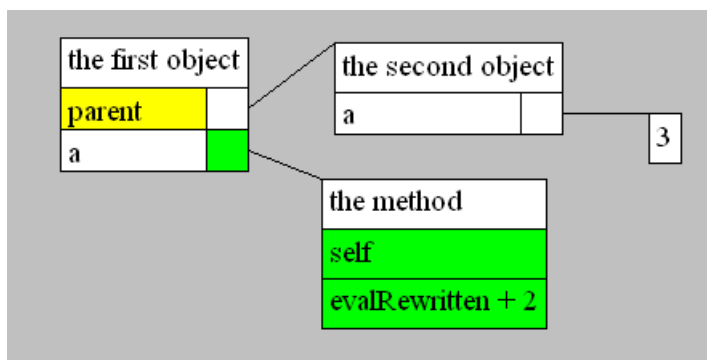 the first object
parent
a
the second object
a
3
the method
self
evalRewritten + 2